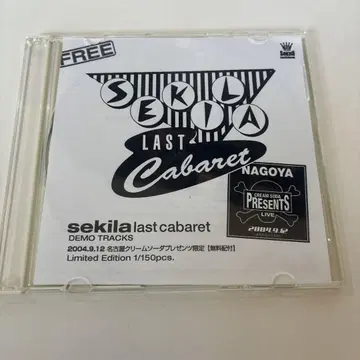 FREE
SEKILA
LAST
Cabaret
NAGOYA
CREAM SODA
PRESENTS
LIVE
2004.9.12
sekila last cabaret
DEMO TRACKS
2004.9.12 名古屋クリームソーダプレゼンツ限定【無料配付】
Limited Edition 1/150pcs.